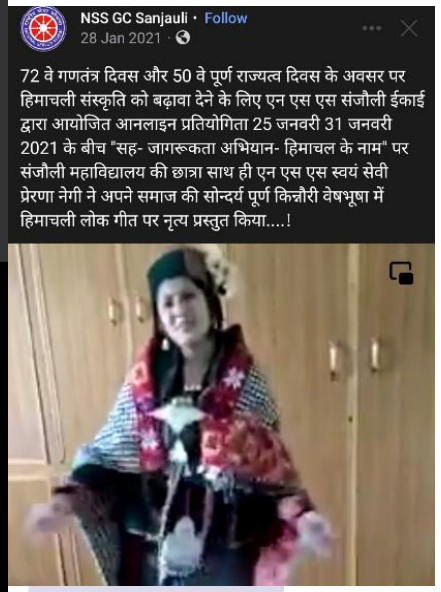 NSS GC Sanjauli • Follow
28 Jan 2021 ·
72 वे गणतंत्र दिवस और 50 वे पूर्ण राज्यत्व दिवस के अवसर पर
हिमाचली संस्कृति को बढ़ावा देने के लिए एन एस एस संजौली ईकाई
द्वारा आयोजित आनलाइन प्रतियोगिता 25 जनवरी 31 जनवरी
2021 के बीच "सह- जागरूकता अभियान- हिमाचल के नाम" पर
संजौली महाविद्यालय की छात्रा साथ ही एन एस एस स्वयं सेवी
प्रेरणा नेगी ने अपने समाज की सोन्दर्य पूर्ण किन्नौरी वेषभूषा में
हिमाचली लोक गीत पर नृत्य प्रस्तुत किया....!